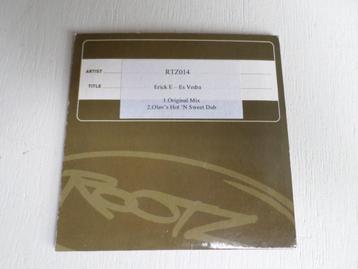 ARTIST
RTZ014
TITLE
Erick E – Es Vedra
1.Original Mix
2.Olav's Hot 'N Sweet Dub
ROOTZ